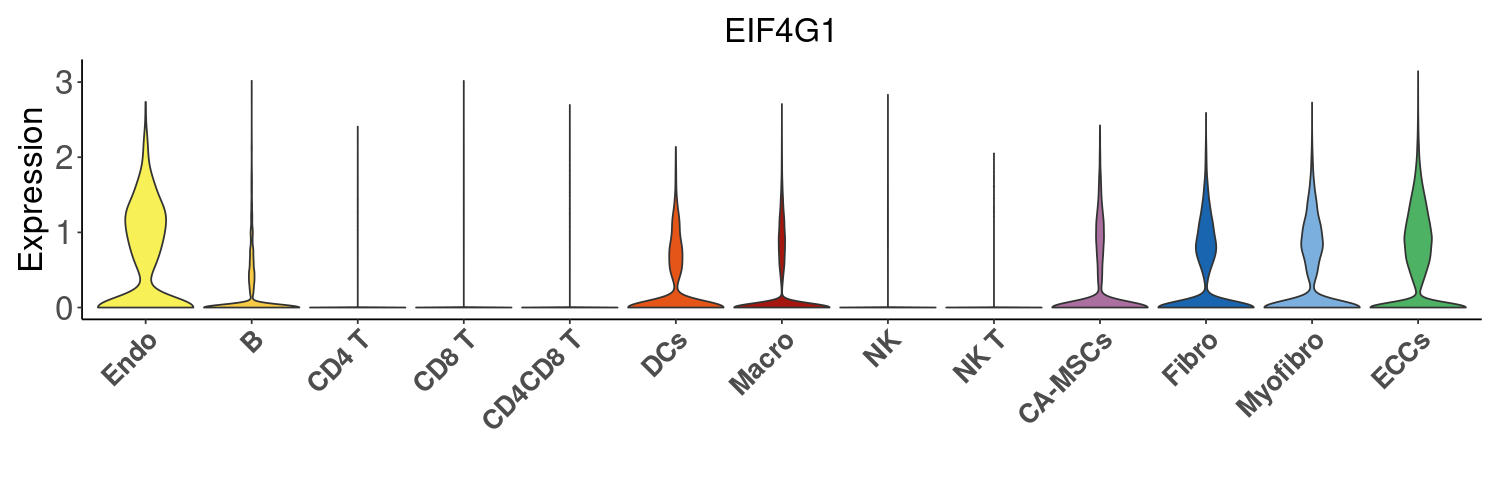 EIF4G1
Expression
3
2
1
0
Endo
B
CD4 T
CD8 T
CD4CD8 T
DCs
Macro
NK
NK T
CA-MSCs
Fibro
Myofibro
ECCs